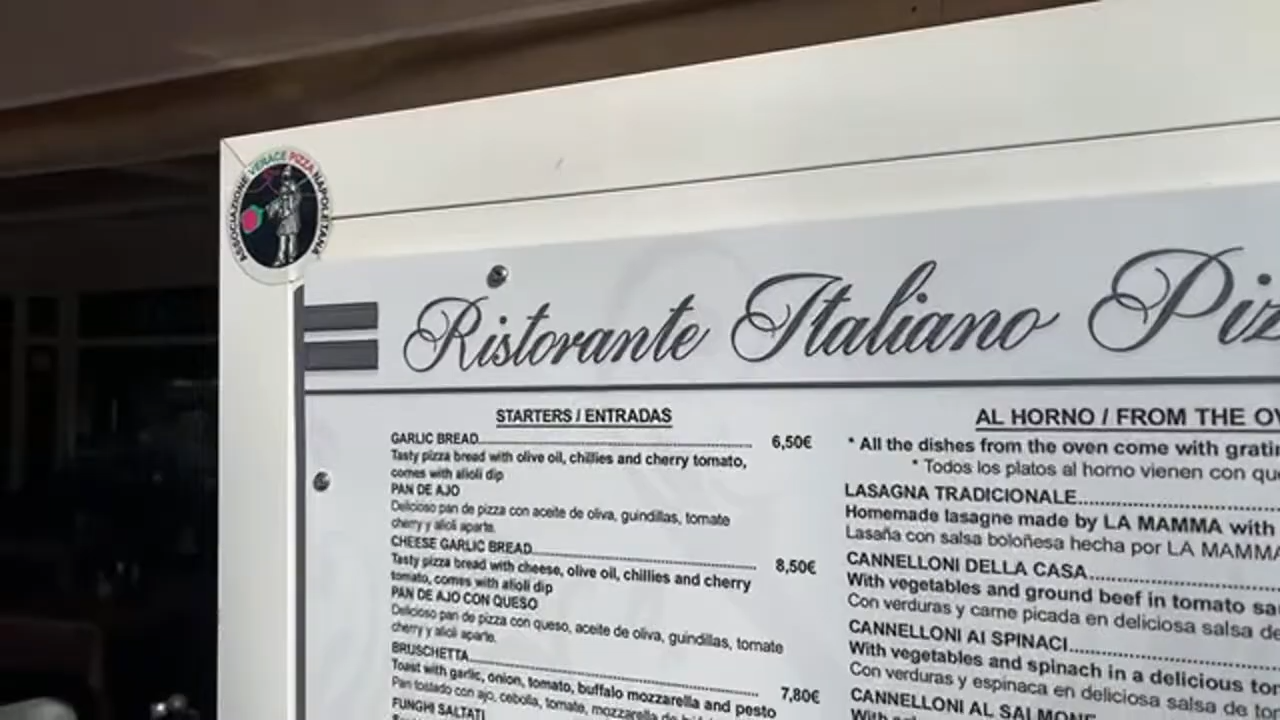 ASSOCIAZIONE VERACE PIZZA NAPOLETANA
Ristorante Italiano Piz
STARTERS / ENTRADAS
GARLIC BREAD 6,50€
Tasty pizza bread with olive oil, chillies and cherry tomato,
comes with alioli dip
PAN DE AJO
Delicioso pan de pizza con aceite de oliva, guindillas, tomate
cherry y alioli aparte.
CHEESE GARLIC BREAD 8,50€
Tasty pizza bread with cheese, olive oil, chillies and cherry
tomato, comes with alioli dip
PAN DE AJO CON QUESO
Delicioso pan de pizza con queso, aceite de oliva, guindillas, tomate
cherry y alioli aparte.
BRUSCHETTA 7,80€
Toast with garlic, onion, tomato, buffalo mozzarella and pesto
Pan tostado con ajo, cebolla, tomate, mozzarella de
FUNGHI SALTATI
AL HORNO / FROM THE OV
* All the dishes from the oven come with gratin
* Todos los platos al horno vienen con que
LASAGNA TRADICIONALE
Homemade lasagne made by LA MAMMA with
Lasaña con salsa boloñesa hecha por LA MAMMA
CANNELLONI DELLA CASA
With vegetables and ground beef in tomato sa
Con verduras y carne picada en deliciosa salsa de
CANNELLONI AI SPINACI
With vegetables and spinach in a delicious tom
Con verduras y espinaca en deliciosa salsa de tom
CANNELLONI AL SALMONE